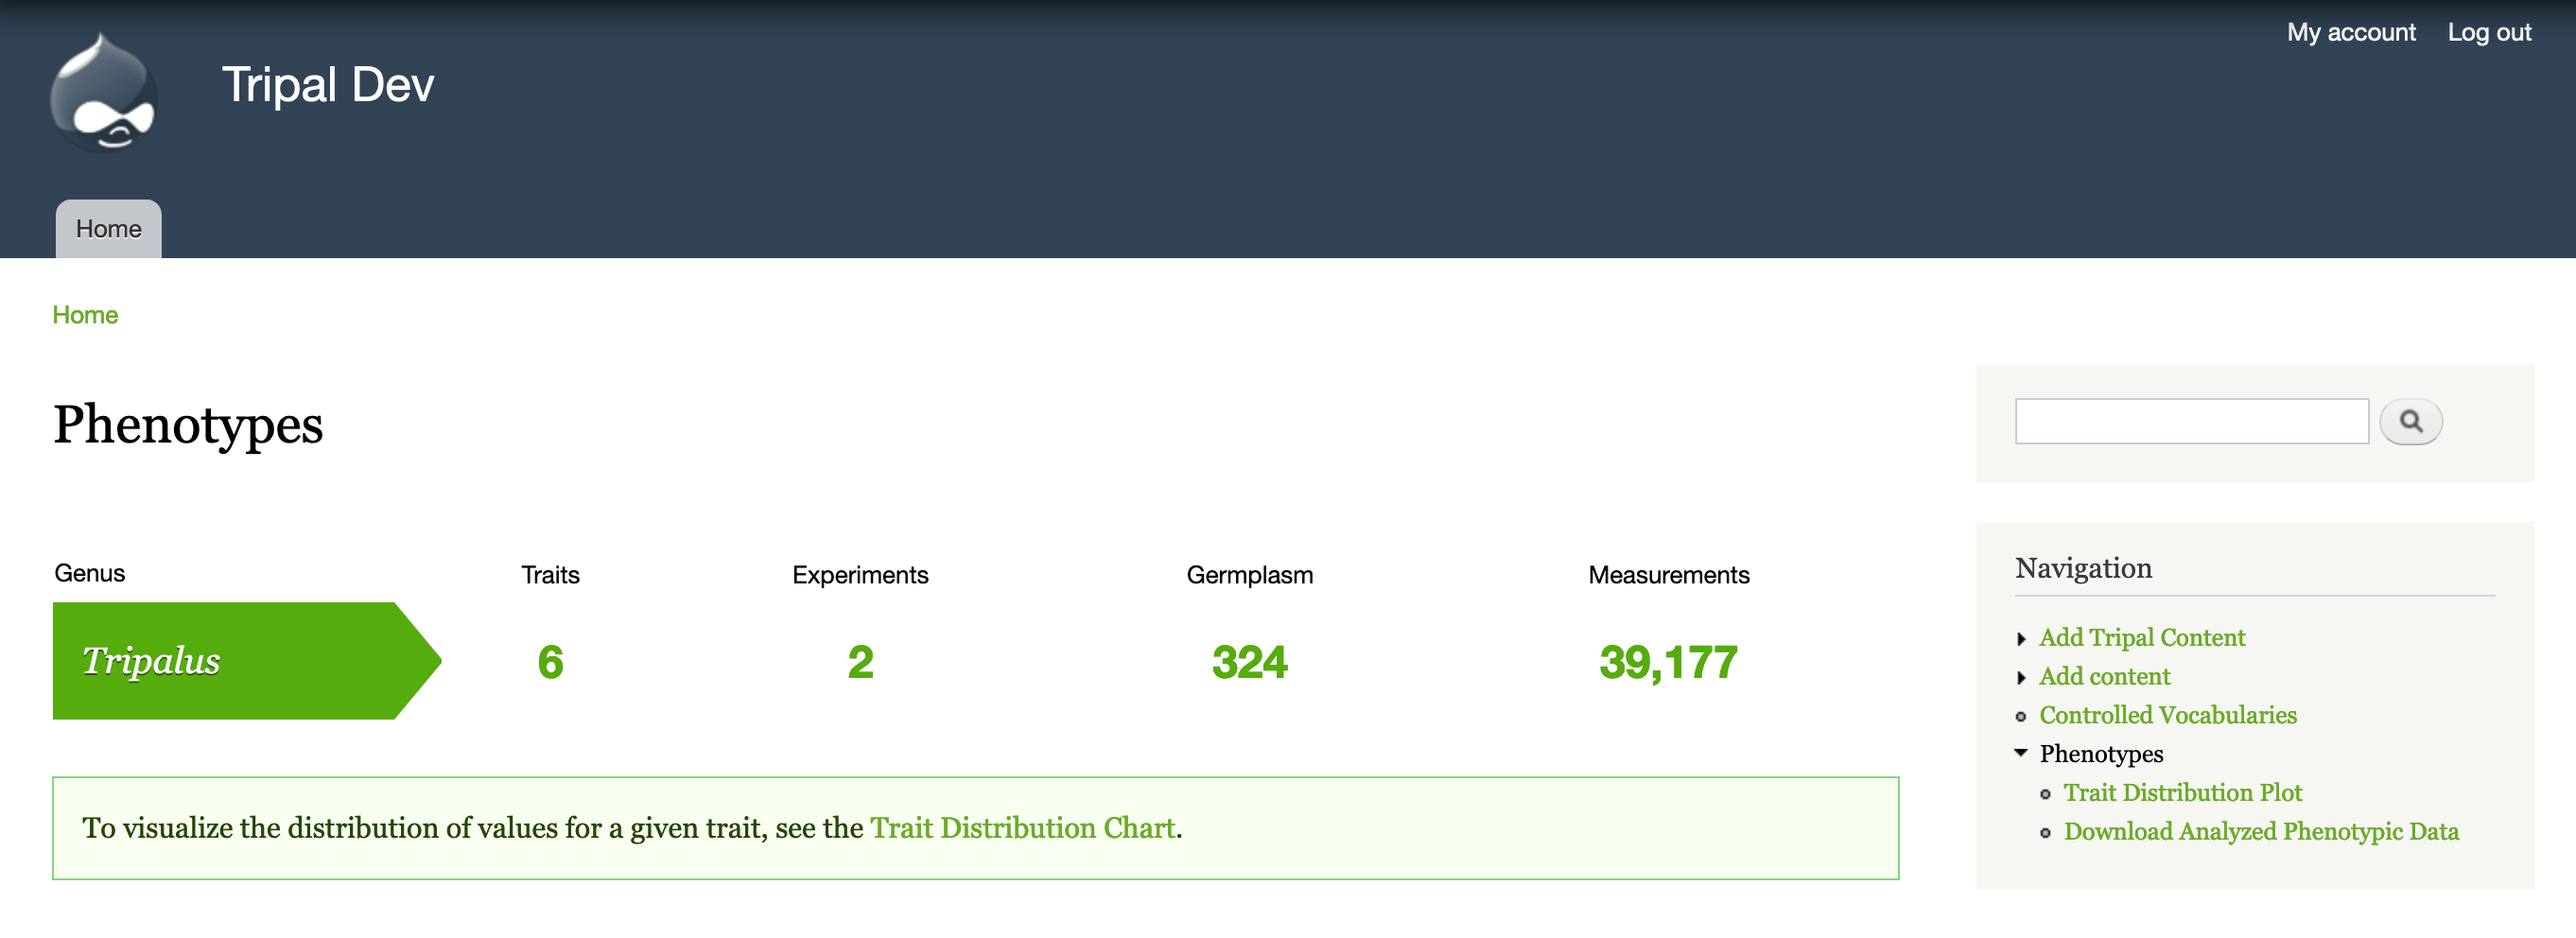 My account Log out
Tripal Dev
Home
Home
Phenotypes
Genus Traits Experiments Germplasm Measurements
Tripalus 6 2 324 39,177
To visualize the distribution of values for a given trait, see the Trait Distribution Chart.
Navigation
Add Tripal Content
Add content
Controlled Vocabularies
Phenotypes
Trait Distribution Plot
Download Analyzed Phenotypic Data